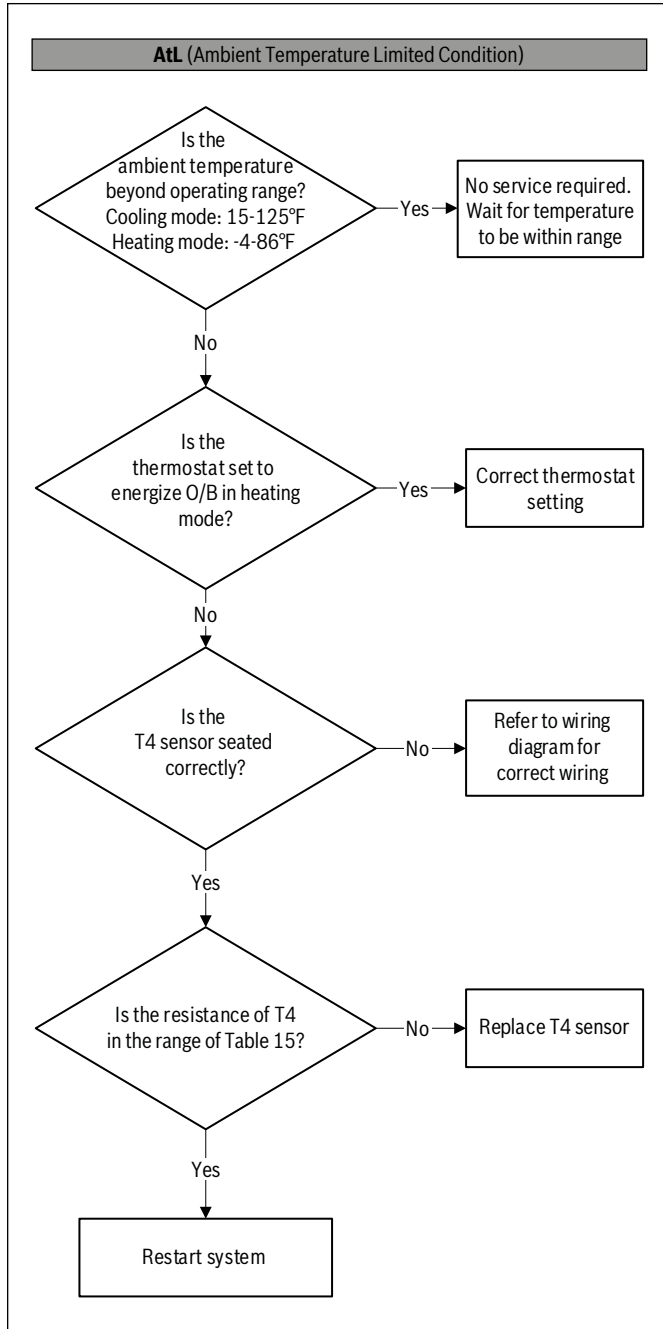 AtL (Ambient Temperature Limited Condition)
Is the
ambient temperature
beyond operating range?
Cooling mode: 15-125°F
Heating mode: -4-86°F
Yes
No service required.
Wait for temperature
to be within range
No
Is the
thermostat set to
energize O/B in heating
mode?
Yes
Correct thermostat
setting
No
Is the
T4 sensor seated
correctly?
No
Refer to wiring
diagram for
correct wiring
Yes
Is the resistance of T4
in the range of Table 15?
No
Replace T4 sensor
Yes
Restart system